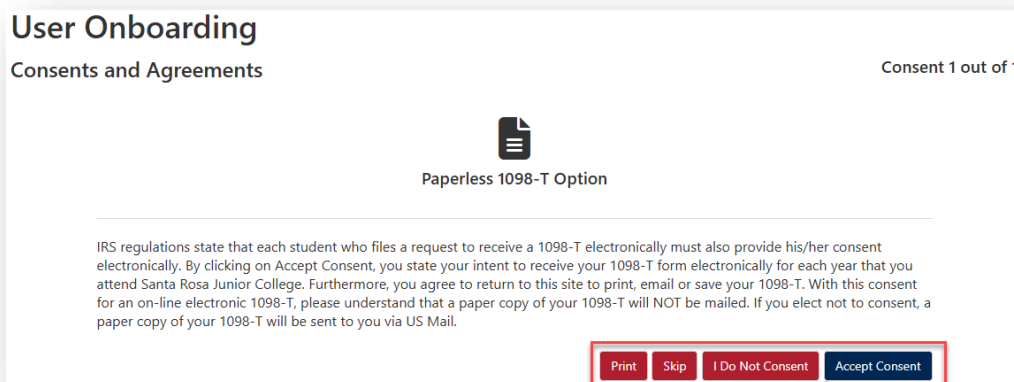 User Onboarding
Consents and Agreements
Consent 1 out of 1
Paperless 1098-T Option
IRS regulations state that each student who files a request to receive a 1098-T electronically must also provide his/her consent
electronically. By clicking on Accept Consent, you state your intent to receive your 1098-T form electronically for each year that you
attend Santa Rosa Junior College. Furthermore, you agree to return to this site to print, email or save your 1098-T. With this consent
for an on-line electronic 1098-T, please understand that a paper copy of your 1098-T will NOT be mailed. If you elect not to consent, a
paper copy of your 1098-T will be sent to you via US Mail.
Print Skip I Do Not Consent Accept Consent